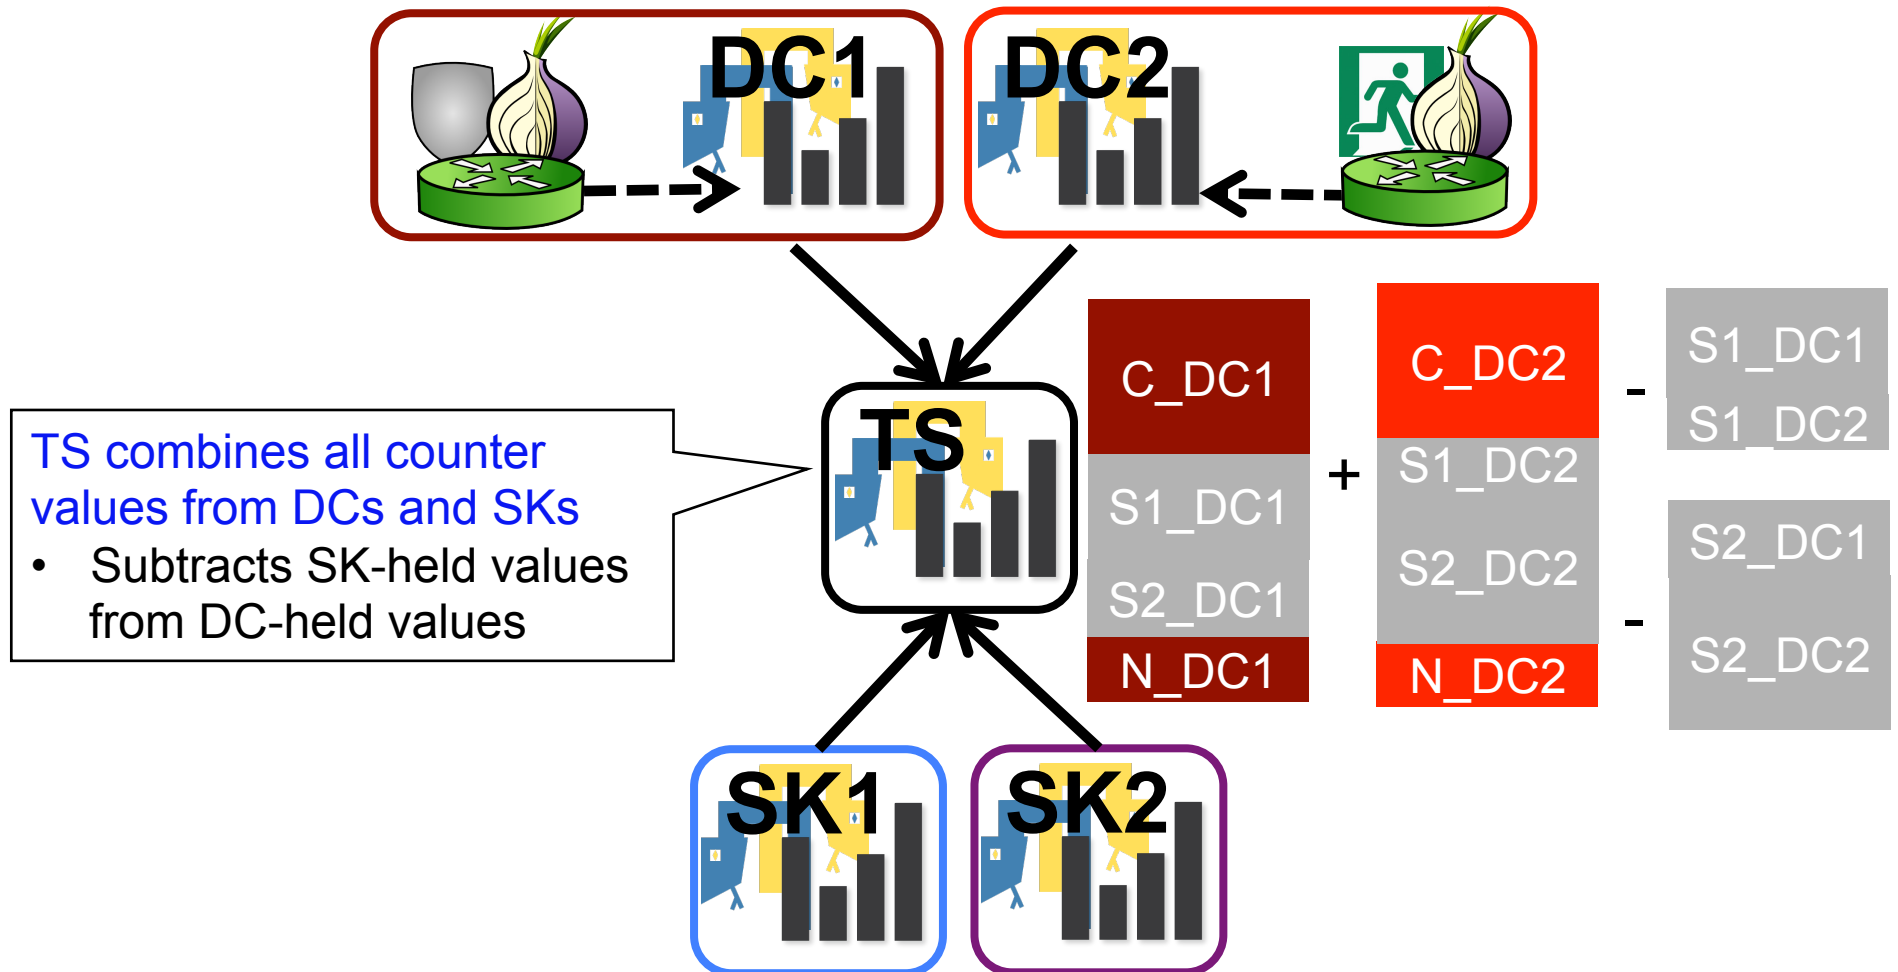 DC1
DC2
C_DC1
S1_DC1
S2_DC1
N_DC1
+
C_DC2
S1_DC2
S2_DC2
N_DC2
-
S1_DC1
S1_DC2
-
S2_DC1
S2_DC2
TS
TS combines all counter
values from DCs and SKs
• Subtracts SK-held values
from DC-held values
SK1
SK2